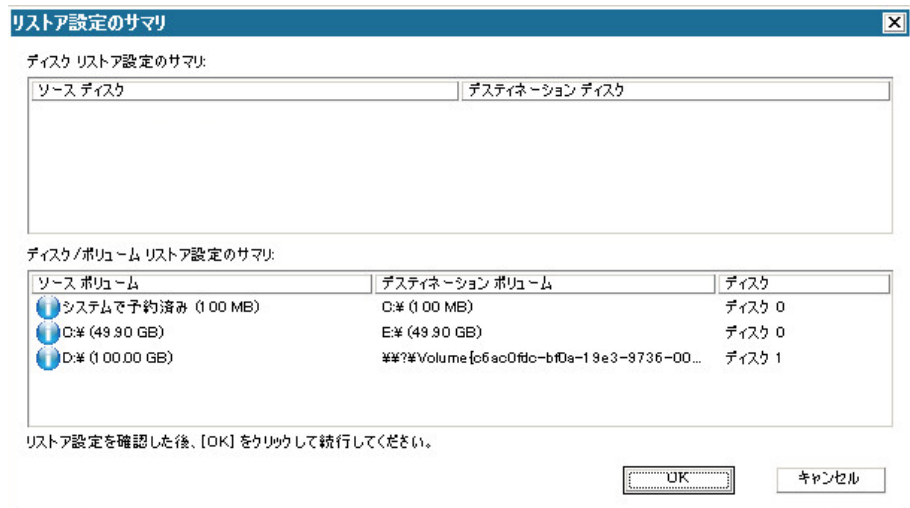 リストア設定のサマリ
ディスク リストア設定のサマリ:
ソース ディスク デスティネーション ディスク
ディスク/ボリューム リストア設定のサマリ:
ソース ボリューム デスティネーション ボリューム ディスク
システムで予約済み (100 MB) C:¥ (100 MB) ディスク 0
C:¥ (49.90 GB) E:¥ (49.90 GB) ディスク 0
D:¥ (100.00 GB) ¥¥?¥Volume{c6ac0fdc-bf0a-19e3-9736-00... ディスク 1
リストア設定を確認した後、[OK] をクリックして続行してください。
OK キャンセル